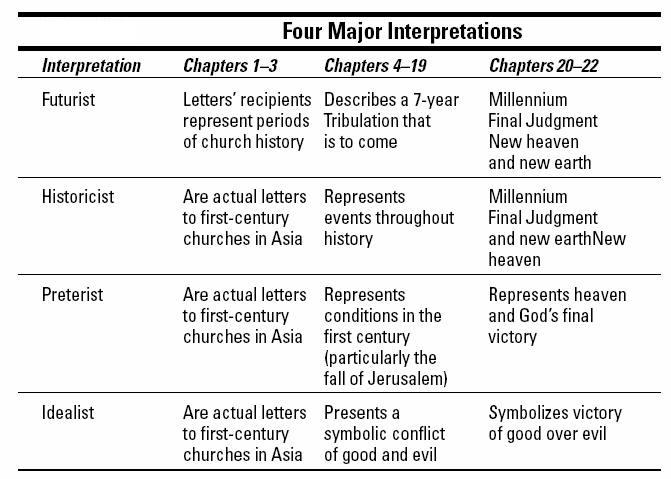 Four Major Interpretations
Interpretation Chapters 1–3 Chapters 4–19 Chapters 20–22
Futurist Letters’ recipients Describes a 7-year Millennium
represent periods Tribulation that Final Judgment
of church history is to come New heaven
and new earth
Historicist Are actual letters Represents Millennium
to first-century events throughout Final Judgment
churches in Asia history and new earthNew
heaven
Preterist Are actual letters Represents Represents heaven
to first-century conditions in the and God’s final
churches in Asia first century victory
(particularly the
fall of Jerusalem)
Idealist Are actual letters Presents a Symbolizes victory
to first-century symbolic conflict of good over evil
churches in Asia of good and evil